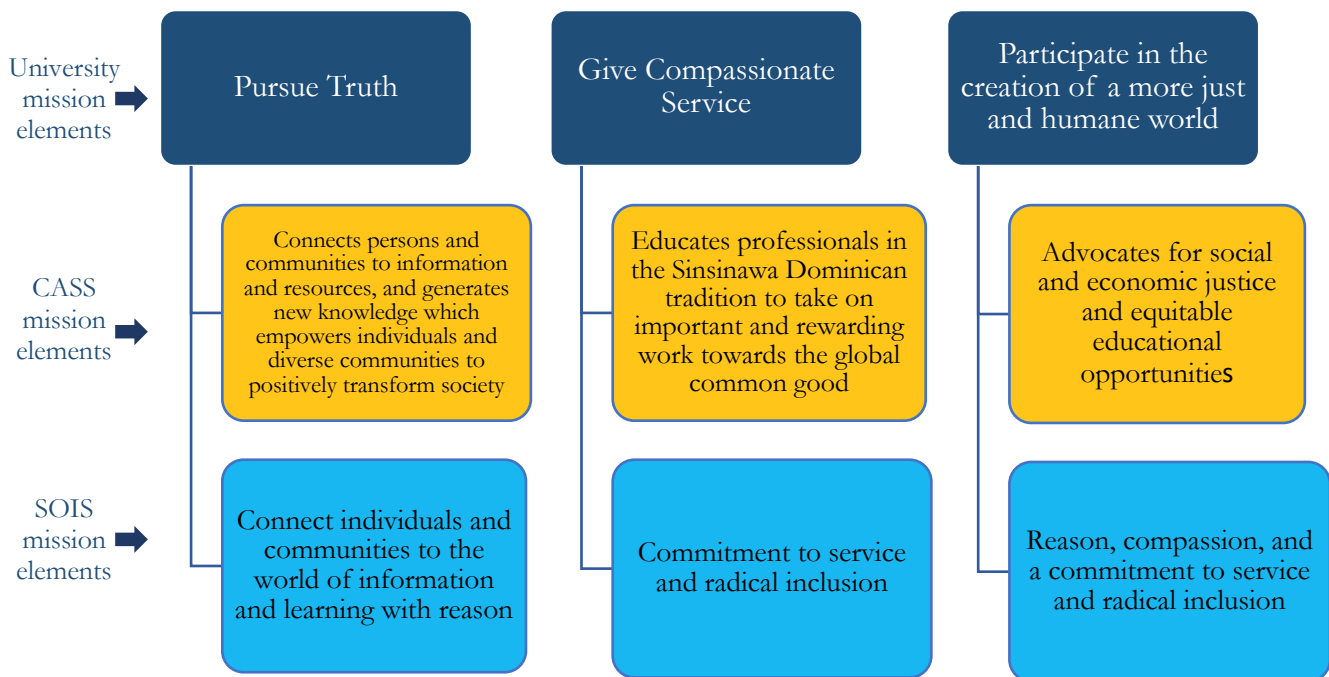 University
mission
elements
Pursue Truth
Give Compassionate
Service
Participate in the
creation of a more just
and humane world
CASS
mission
elements
Connects persons and
communities to information
and resources, and generates
new knowledge which
empowers individuals and
diverse communities to
positively transform society
Educates professionals in
the Sinsinawa Dominican
tradition to take on
important and rewarding
work towards the global
common good
Advocates for social
and economic justice
and equitable
educational
opportunities
SOIS
mission
elements
Connect individuals and
communities to the
world of information
and learning with reason
Commitment to service
and radical inclusion
Reason, compassion, and
a commitment to service
and radical inclusion